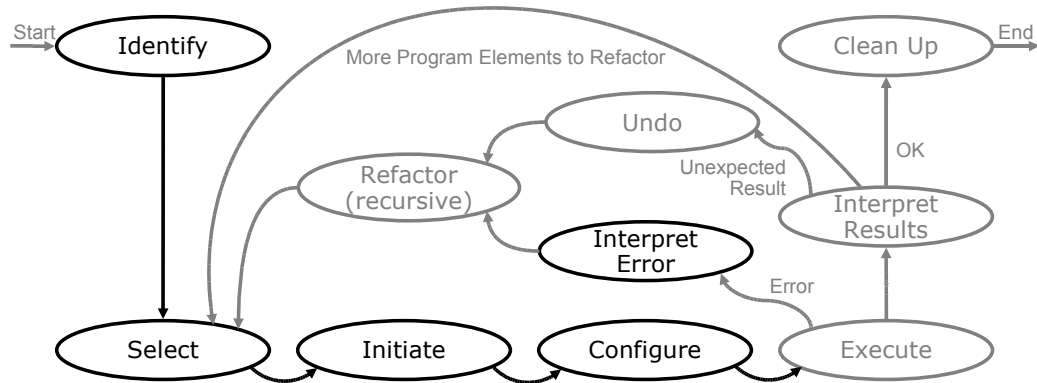 Start
Identify
More Program Elements to Refactor
Clean Up
End
Undo
Unexpected
Result
OK
Refactor
(recursive)
Interpret
Results
Interpret
Error
Error
Select
Initiate
Configure
Execute